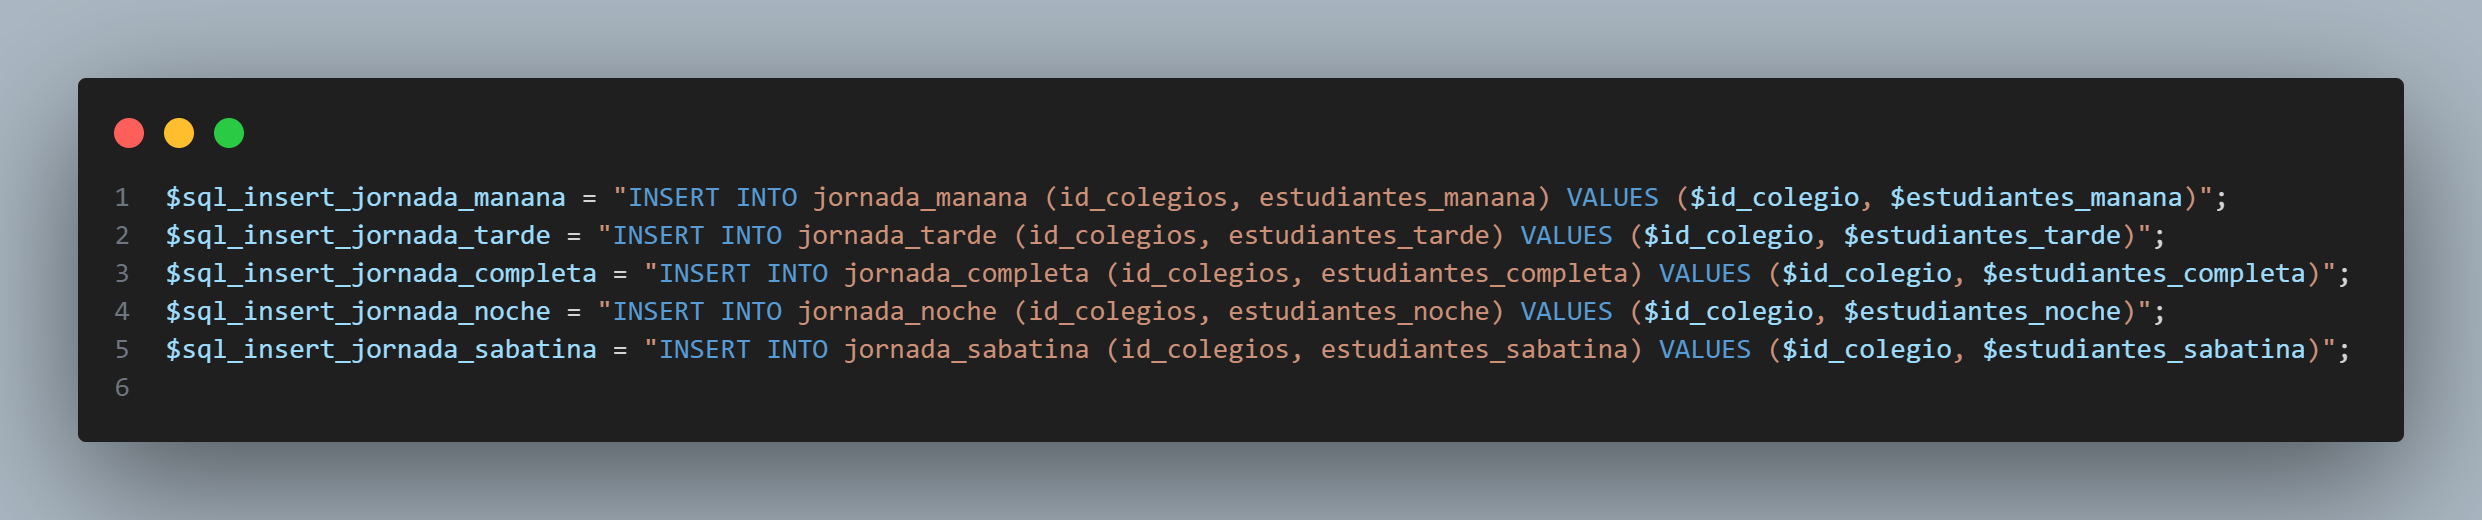 1 $sql_insert_jornada_manana = "INSERT INTO jornada_manana (id_colegios, estudiantes_manana) VALUES ($id_colegio, $estudiantes_manana)";
2 $sql_insert_jornada_tarde = "INSERT INTO jornada_tarde (id_colegios, estudiantes_tarde) VALUES ($id_colegio, $estudiantes_tarde)";
3 $sql_insert_jornada_completa = "INSERT INTO jornada_completa (id_colegios, estudiantes_completa) VALUES ($id_colegio, $estudiantes_completa)";
4 $sql_insert_jornada_noche = "INSERT INTO jornada_noche (id_colegios, estudiantes_noche) VALUES ($id_colegio, $estudiantes_noche)";
5 $sql_insert_jornada_sabatina = "INSERT INTO jornada_sabatina (id_colegios, estudiantes_sabatina) VALUES ($id_colegio, $estudiantes_sabatina)";
6